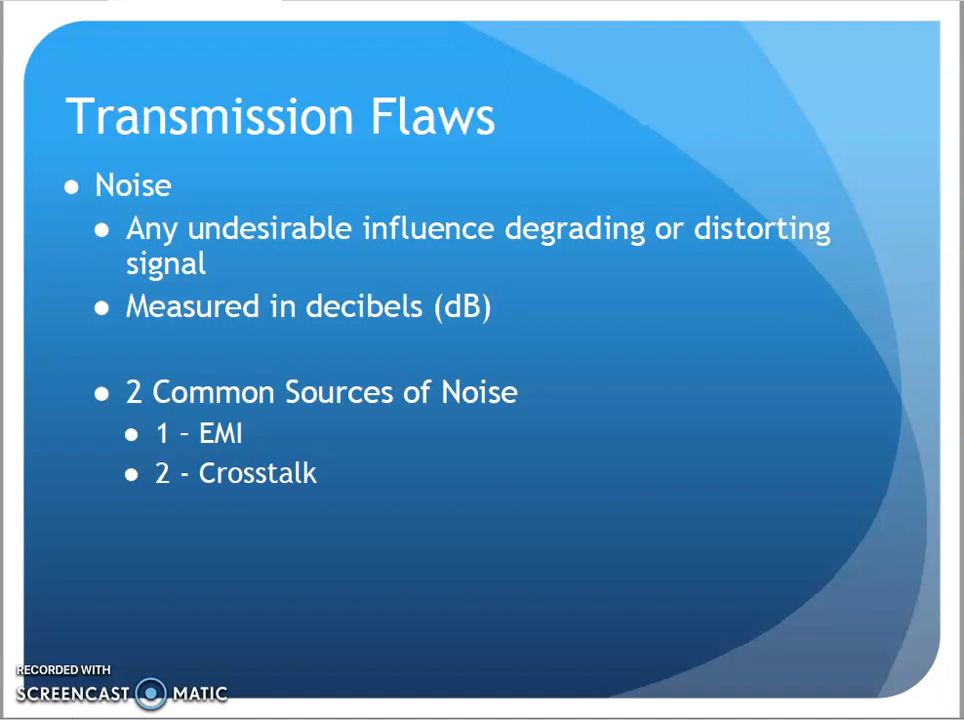 Transmission Flaws
● Noise
● Any undesirable influence degrading or distorting
signal
● Measured in decibels (dB)
● 2 Common Sources of Noise
● 1 – EMI
● 2 - Crosstalk
RECORDED WITH
SCREENCAST MATIC